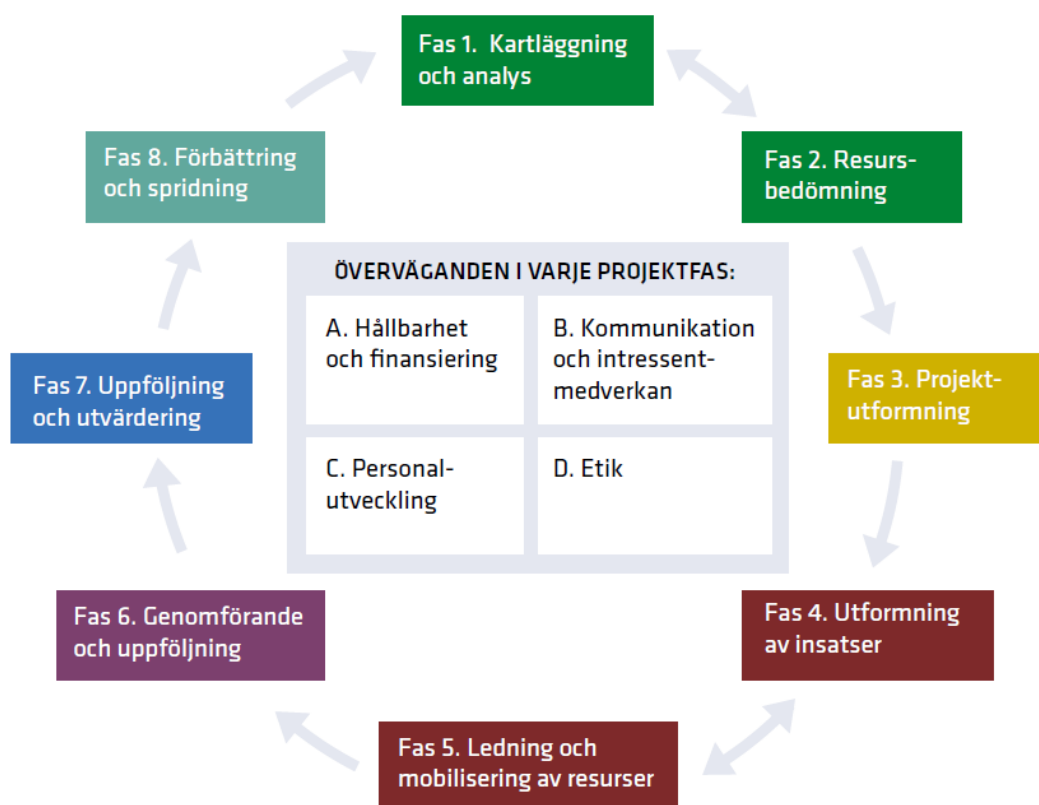 Fas 1. Kartläggning
och analys
Fas 2. Resurs-
bedömning
Fas 3. Projekt-
utformning
Fas 4. Utformning
av insatser
Fas 5. Ledning och
mobilisering av resurser
Fas 6. Genomförande
och uppföljning
Fas 7. Uppföljning
och utvärdering
Fas 8. Förbättring
och spridning
ÖVERVÄGANDEN I VARJE PROJEKTFAS:
A. Hållbarhet
och finansiering
B. Kommunikation
och intressent-
medverkan
C. Personal-
utveckling
D. Etik